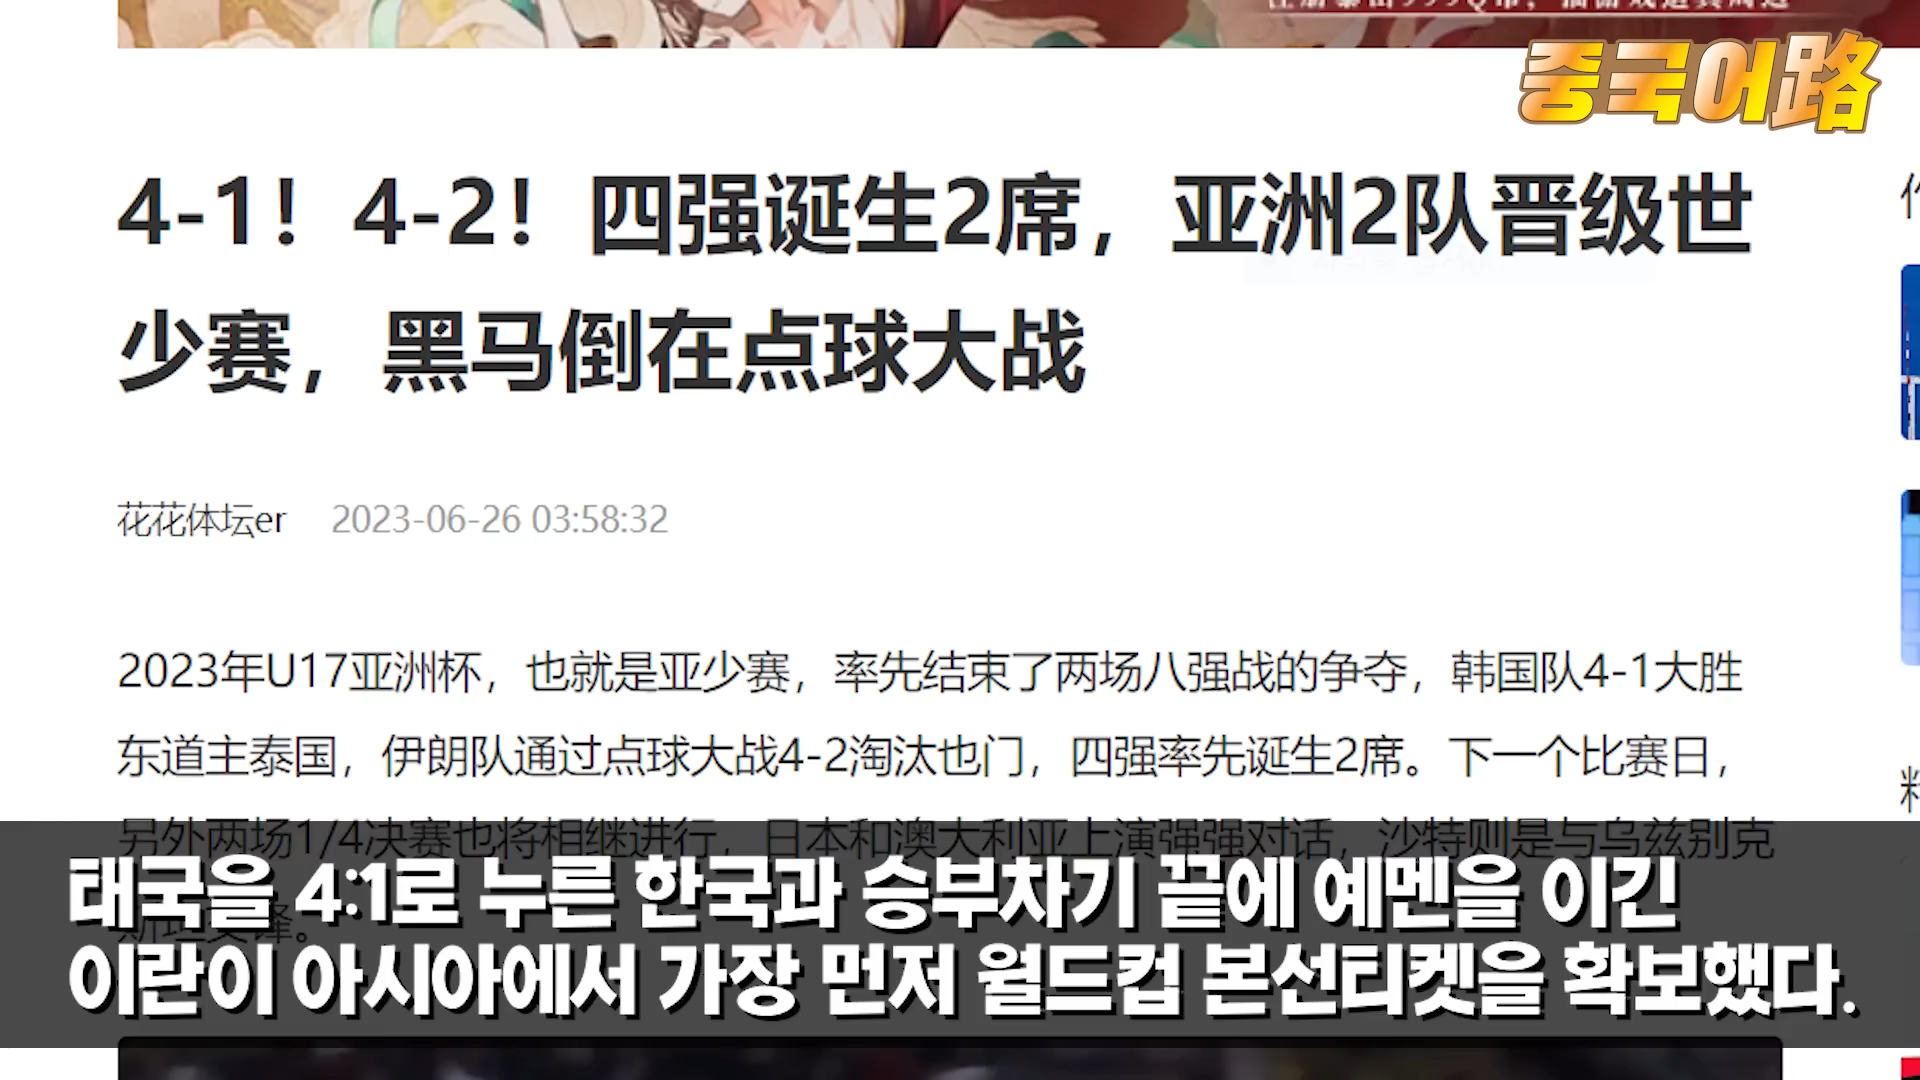 중국어路
4-1！4-2！四强诞生2席，亚洲2队晋级世
少赛，黑马倒在点球大战
花花体坛er 2023-06-26 03:58:32
2023年U17亚洲杯，也就是亚少赛，率先结束了两场八强战的争夺，韩国队4-1大胜
东道主泰国，伊朗队通过点球大战4-2淘汰也门，四强率先诞生2席。下一个比赛日，
另外两场1/4决赛也将相继进行，日本和澳大利亚上演强强对话，沙特则是与乌兹别克
태국을 4:1로 누른 한국과 승부차기 끝에 예멘을 이긴
이란이 아시아에서 가장 먼저 월드컵 본선티켓을 확보했다.